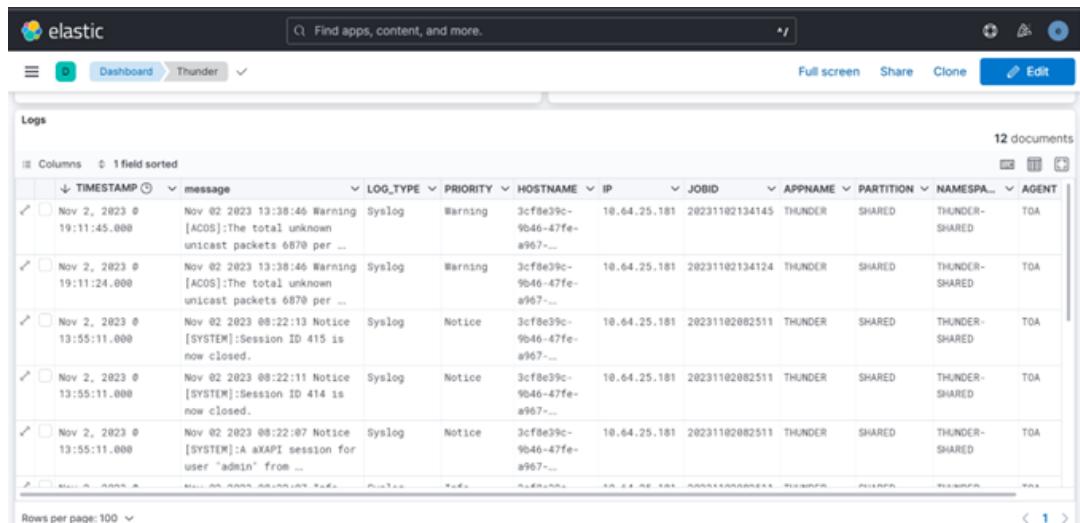 elastic
Find apps, content, and more.
^/
D Dashboard Thunder Full screen Share Clone Edit
Logs
12 documents
Columns 1 field sorted
TIMESTAMP message LOG_TYPE PRIORITY HOSTNAME IP JOBID APPNAME PARTITION NAMESPA... AGENT
Nov 2, 2023 @ Nov 02 2023 13:38:46 Warning Syslog Warning 3cf8e39c- 10.64.25.181 20231102134145 THUNDER SHARED THUNDER- TOA
19:11:45.000 [ACOS]:The total unknown 9b46-47fe- SHARED
unicast packets 6870 per … a967-…
Nov 2, 2023 @ Nov 02 2023 13:38:46 Warning Syslog Warning 3cf8e39c- 10.64.25.181 20231102134124 THUNDER SHARED THUNDER- TOA
19:11:24.000 [ACOS]:The total unknown 9b46-47fe- SHARED
unicast packets 6870 per … a967-…
Nov 2, 2023 @ Nov 02 2023 08:22:13 Notice Syslog Notice 3cf8e39c- 10.64.25.181 20231102082511 THUNDER SHARED THUNDER- TOA
13:55:11.000 [SYSTEM]:Session ID 415 is 9b46-47fe- SHARED
now closed. a967-…
Nov 2, 2023 @ Nov 02 2023 08:22:11 Notice Syslog Notice 3cf8e39c- 10.64.25.181 20231102082511 THUNDER SHARED THUNDER- TOA
13:55:11.000 [SYSTEM]:Session ID 414 is 9b46-47fe- SHARED
now closed. a967-…
Nov 2, 2023 @ Nov 02 2023 08:22:07 Notice Syslog Notice 3cf8e39c- 10.64.25.181 20231102082511 THUNDER SHARED THUNDER- TOA
13:55:11.000 [SYSTEM]:A aXAPI session for 9b46-47fe- SHARED
user "admin" from … a967-…
Rows per page: 100 1